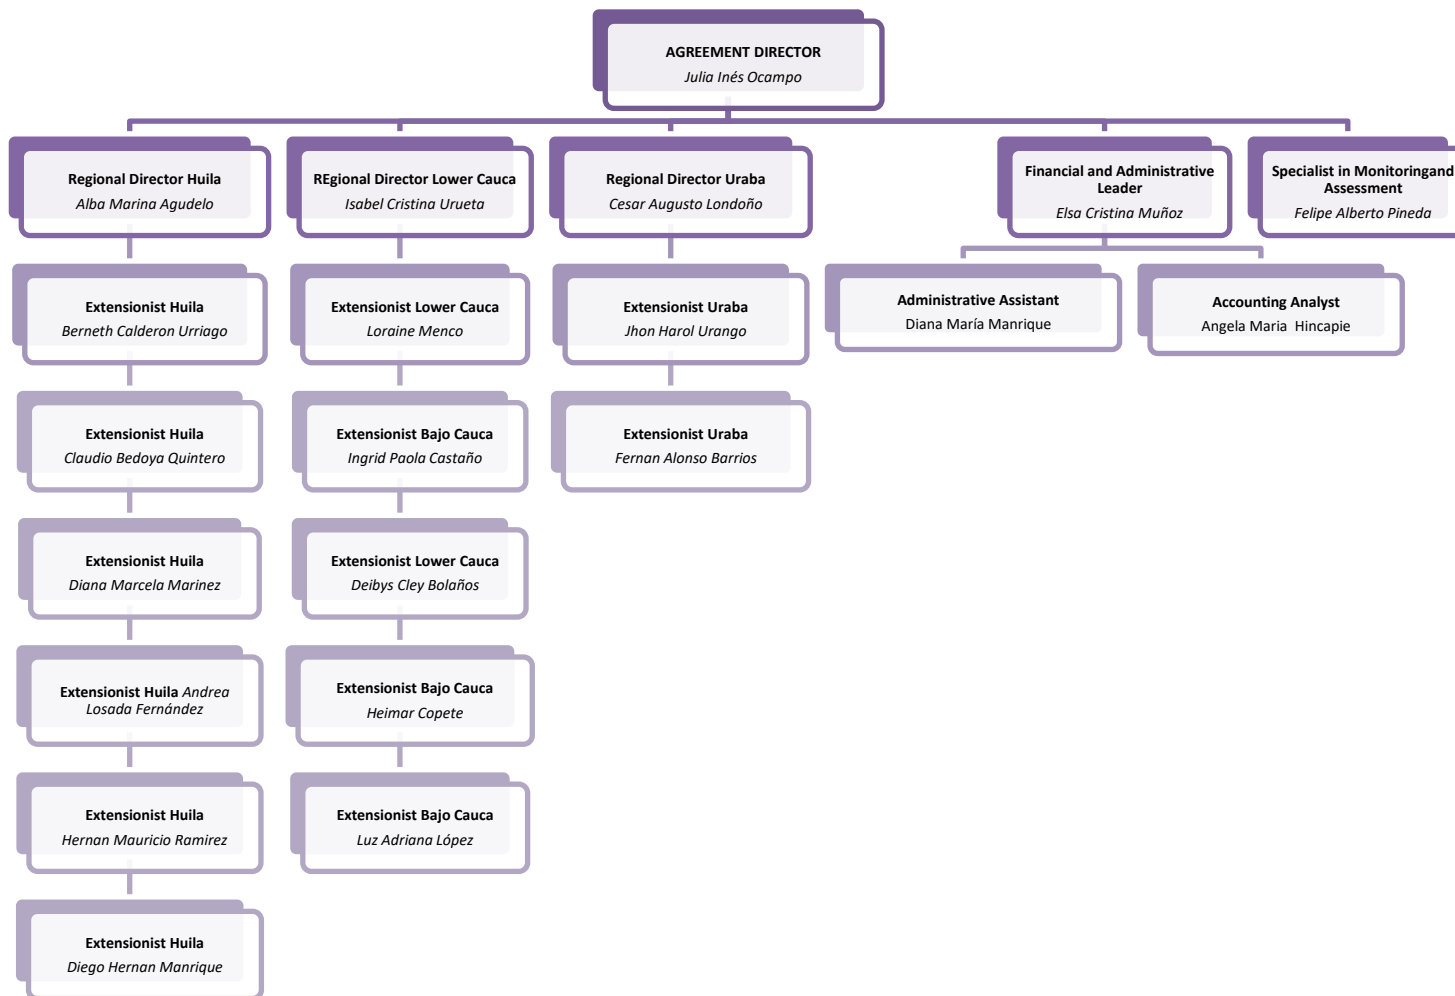 AGREEMENT DIRECTOR
Julia Inés Ocampo
Regional Director Huila
Alba Marina Agudelo
REgional Director Lower Cauca
Isabel Cristina Urueta
Regional Director Uraba
Cesar Augusto Londoño
Financial and Administrative
Leader
Elsa Cristina Muñoz
Specialist in Monitoringand
Assessment
Felipe Alberto Pineda
Extensionist Huila
Berneth Calderon Urriago
Extensionist Lower Cauca
Loraine Menco
Extensionist Uraba
Jhon Harol Urango
Administrative Assistant
Diana María Manrique
Accounting Analyst
Angela Maria  Hincapie
Extensionist Huila
Claudio Bedoya Quintero
Extensionist Bajo Cauca
Ingrid Paola Castaño
Extensionist Uraba
Fernan Alonso Barrios
Extensionist Huila
Diana Marcela Marinez
Extensionist Lower Cauca
Deibys Cley Bolaños
Extensionist Huila Andrea
Losada Fernández
Extensionist Bajo Cauca
Heimar Copete
Extensionist Huila
Hernan Mauricio Ramirez
Extensionist Bajo Cauca
Luz Adriana López
Extensionist Huila
Diego Hernan Manrique